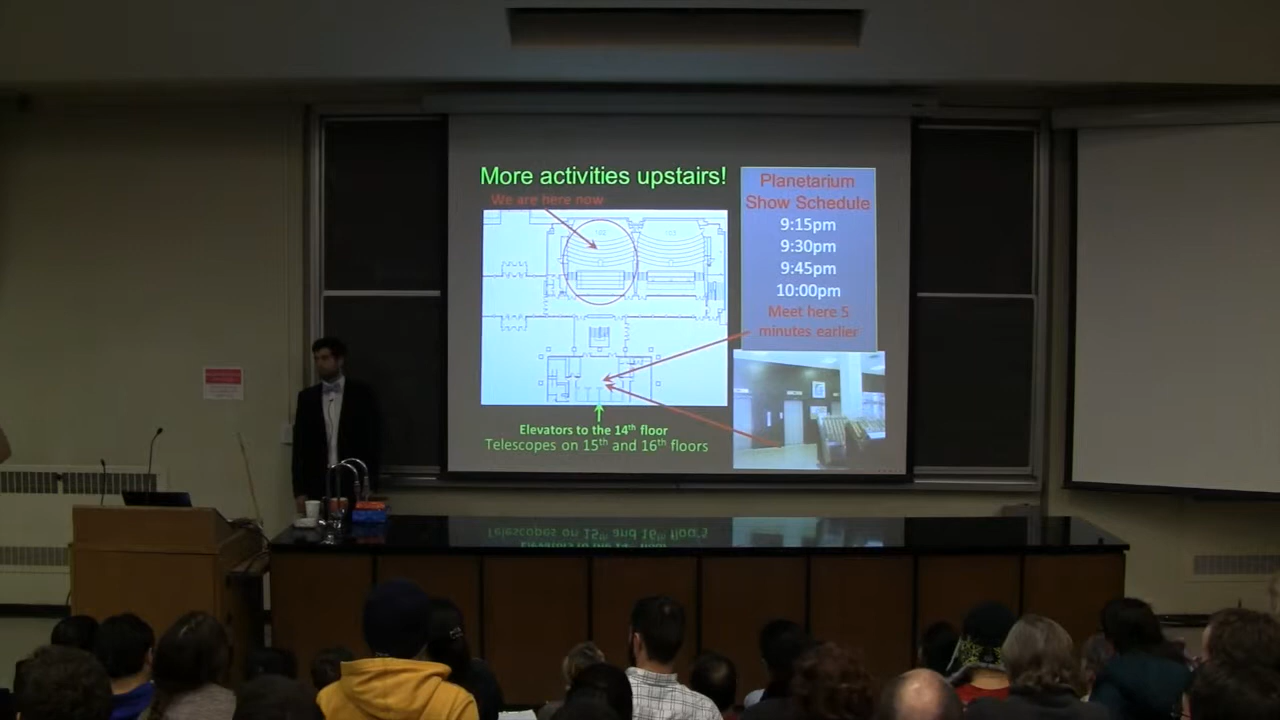 More activities upstairs!
We are here now
Planetarium
Show Schedule
9:15pm
9:30pm
9:45pm
10:00pm
Meet here 5
minutes earlier
Elevators to the 14th floor
Telescopes on 15th and 16th floors